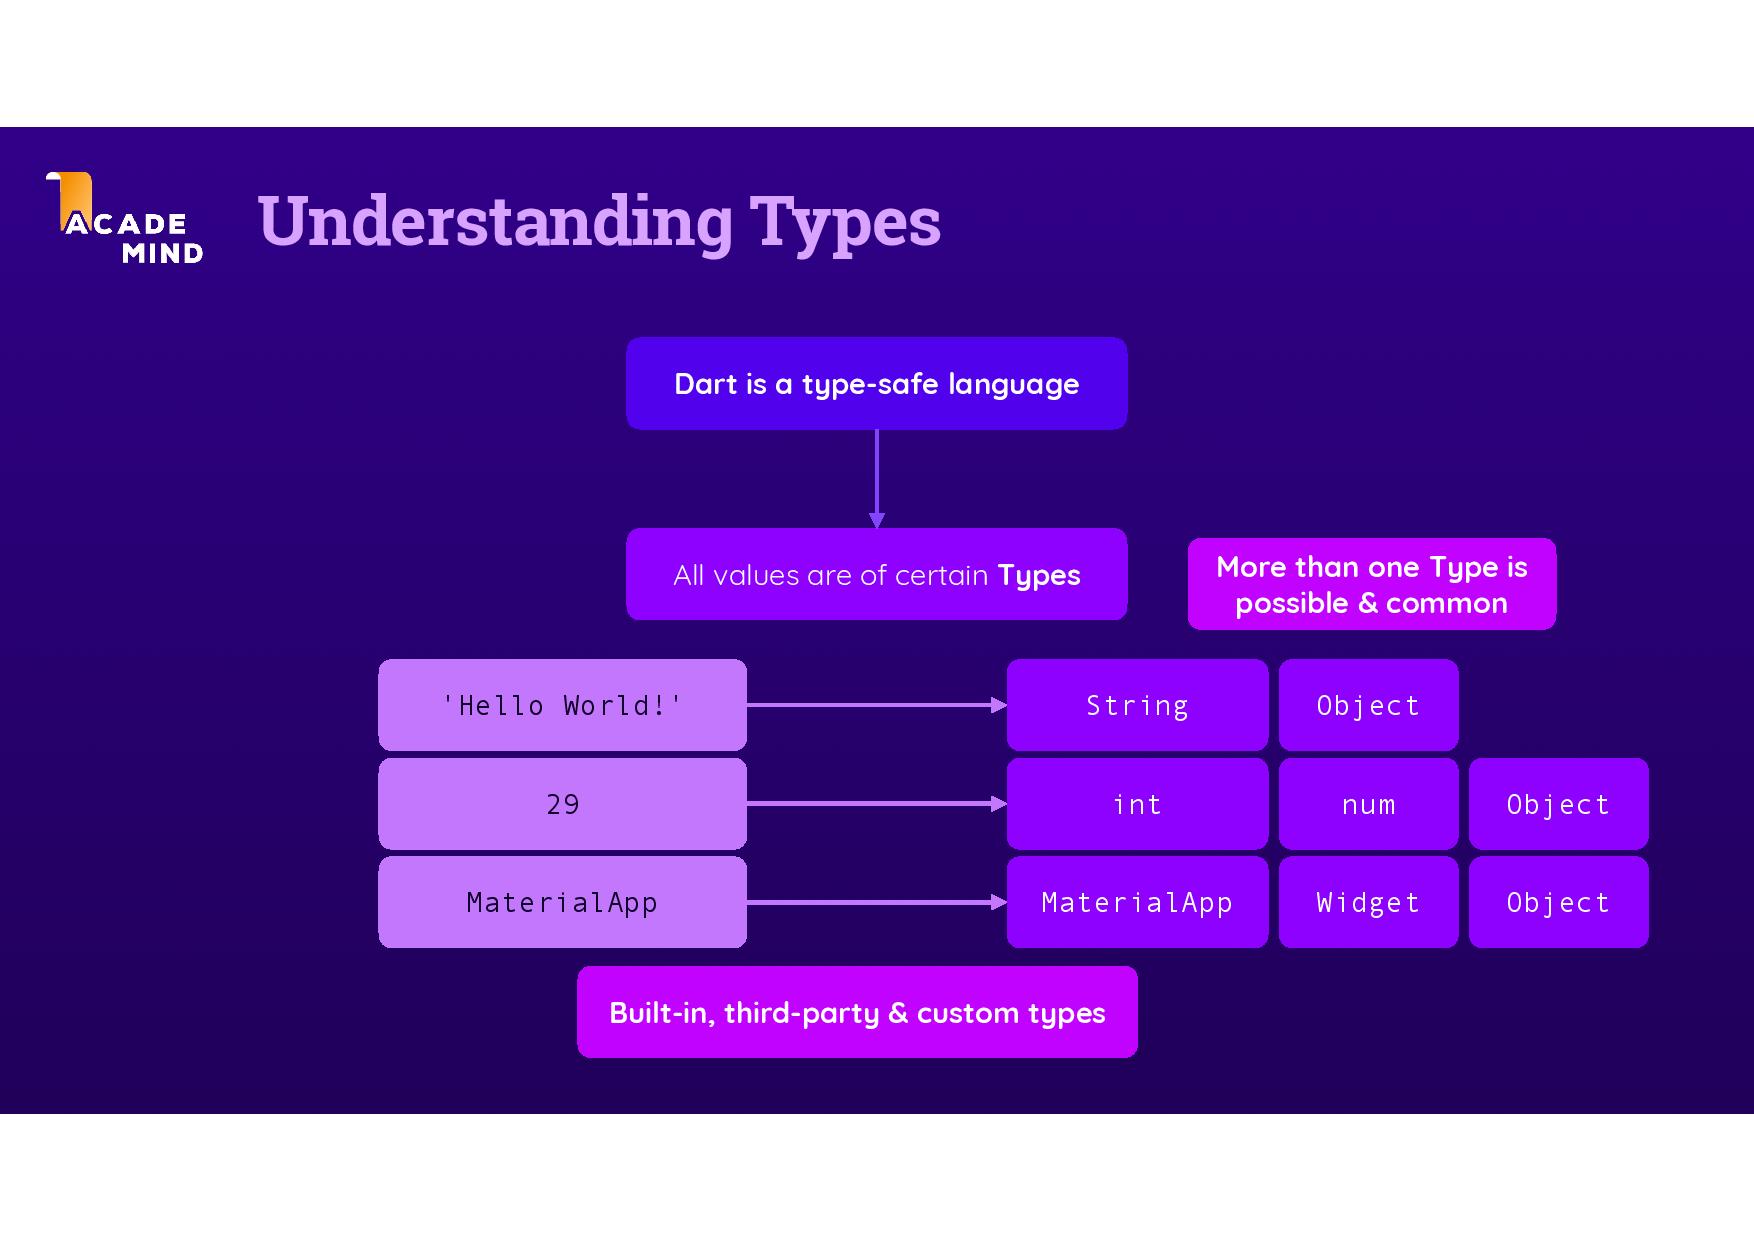 ACADE
MIND
Understanding Types
Dart is a type-safe language
All values are of certain Types
More than one Type is
possible & common
'Hello World!'
String
Object
29
int
num
Object
MaterialApp
MaterialApp
Widget
Object
Built-in, third-party & custom types